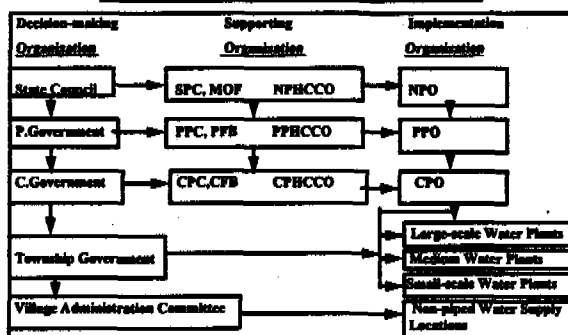 Decision-making Supporting Implementation
Organization Organization Organization
State Council SPC, MOF NPHCCO NPO
P.Government PPC, PFB PPHCCO PPO
C.Government CPC,CFB CPHCCO CPO
Large-scale Water Plants
Township Government Medium Water Plants
Small-scale Water Plants
Village Administration Committee Non-piped Water Supply
Locations